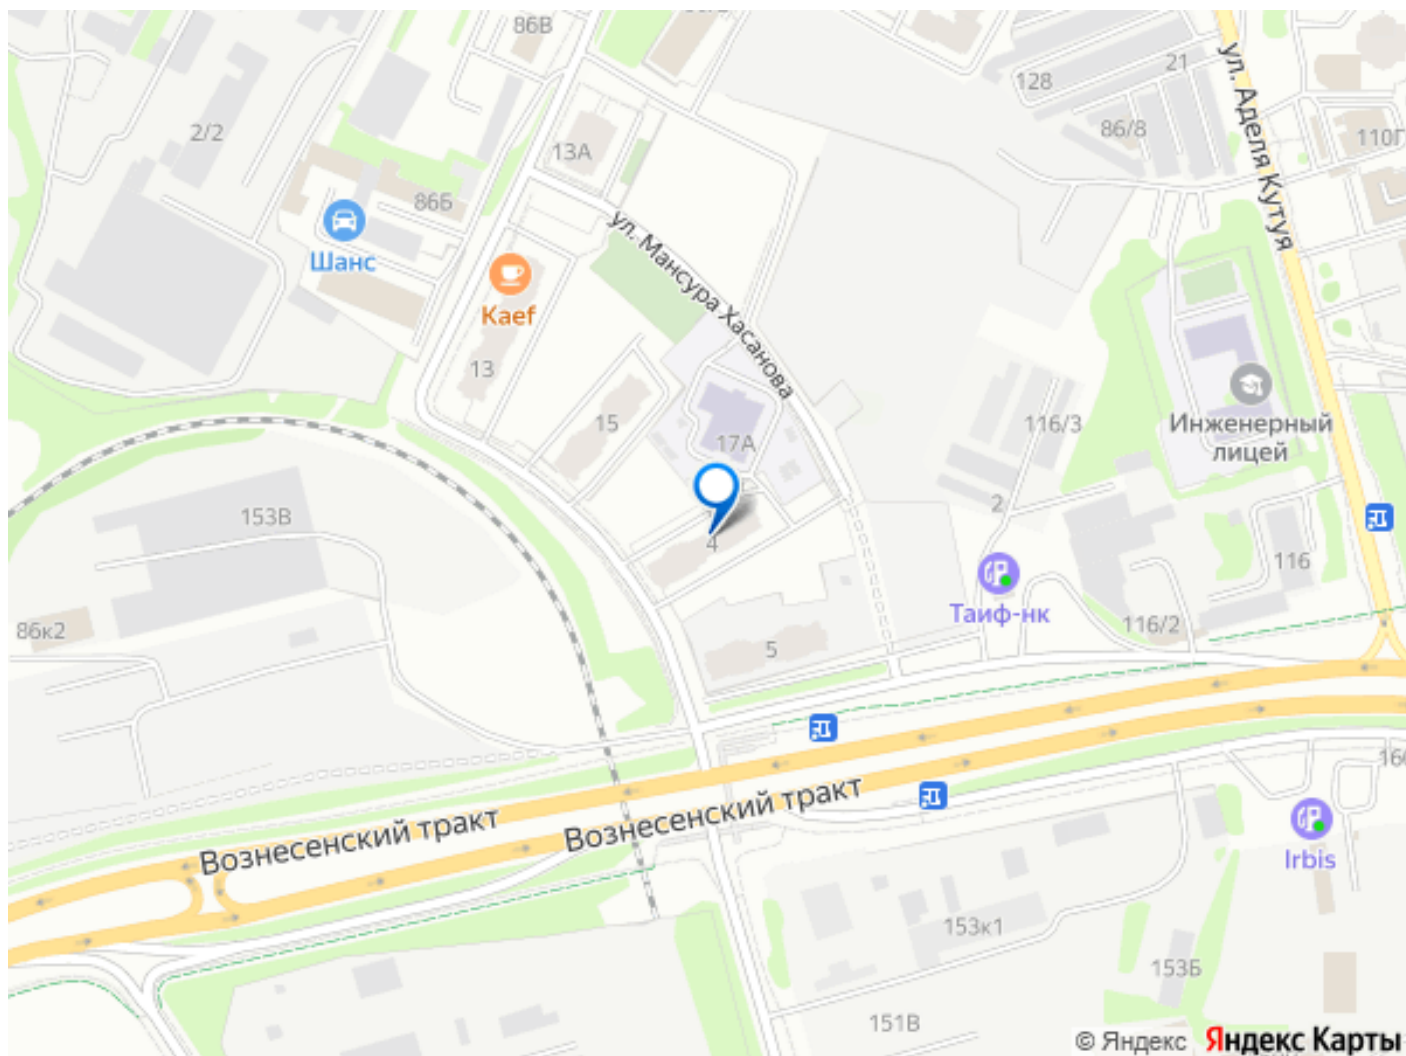 86В
21
128
ул. Аделя Кутуя
2/2
86/8
110Г
13А
86Б
ул. Мансура Хасанова
Шанс
Kaef
13
15
17А
116/3
Инженерный
лицей
2
153В
4
116
Таиф-нк
86к2
116/2
5
Вознесенский тракт
Вознесенский тракт
Irbis
153к1
153Б
151В
© Яндекс Яндекс Карты